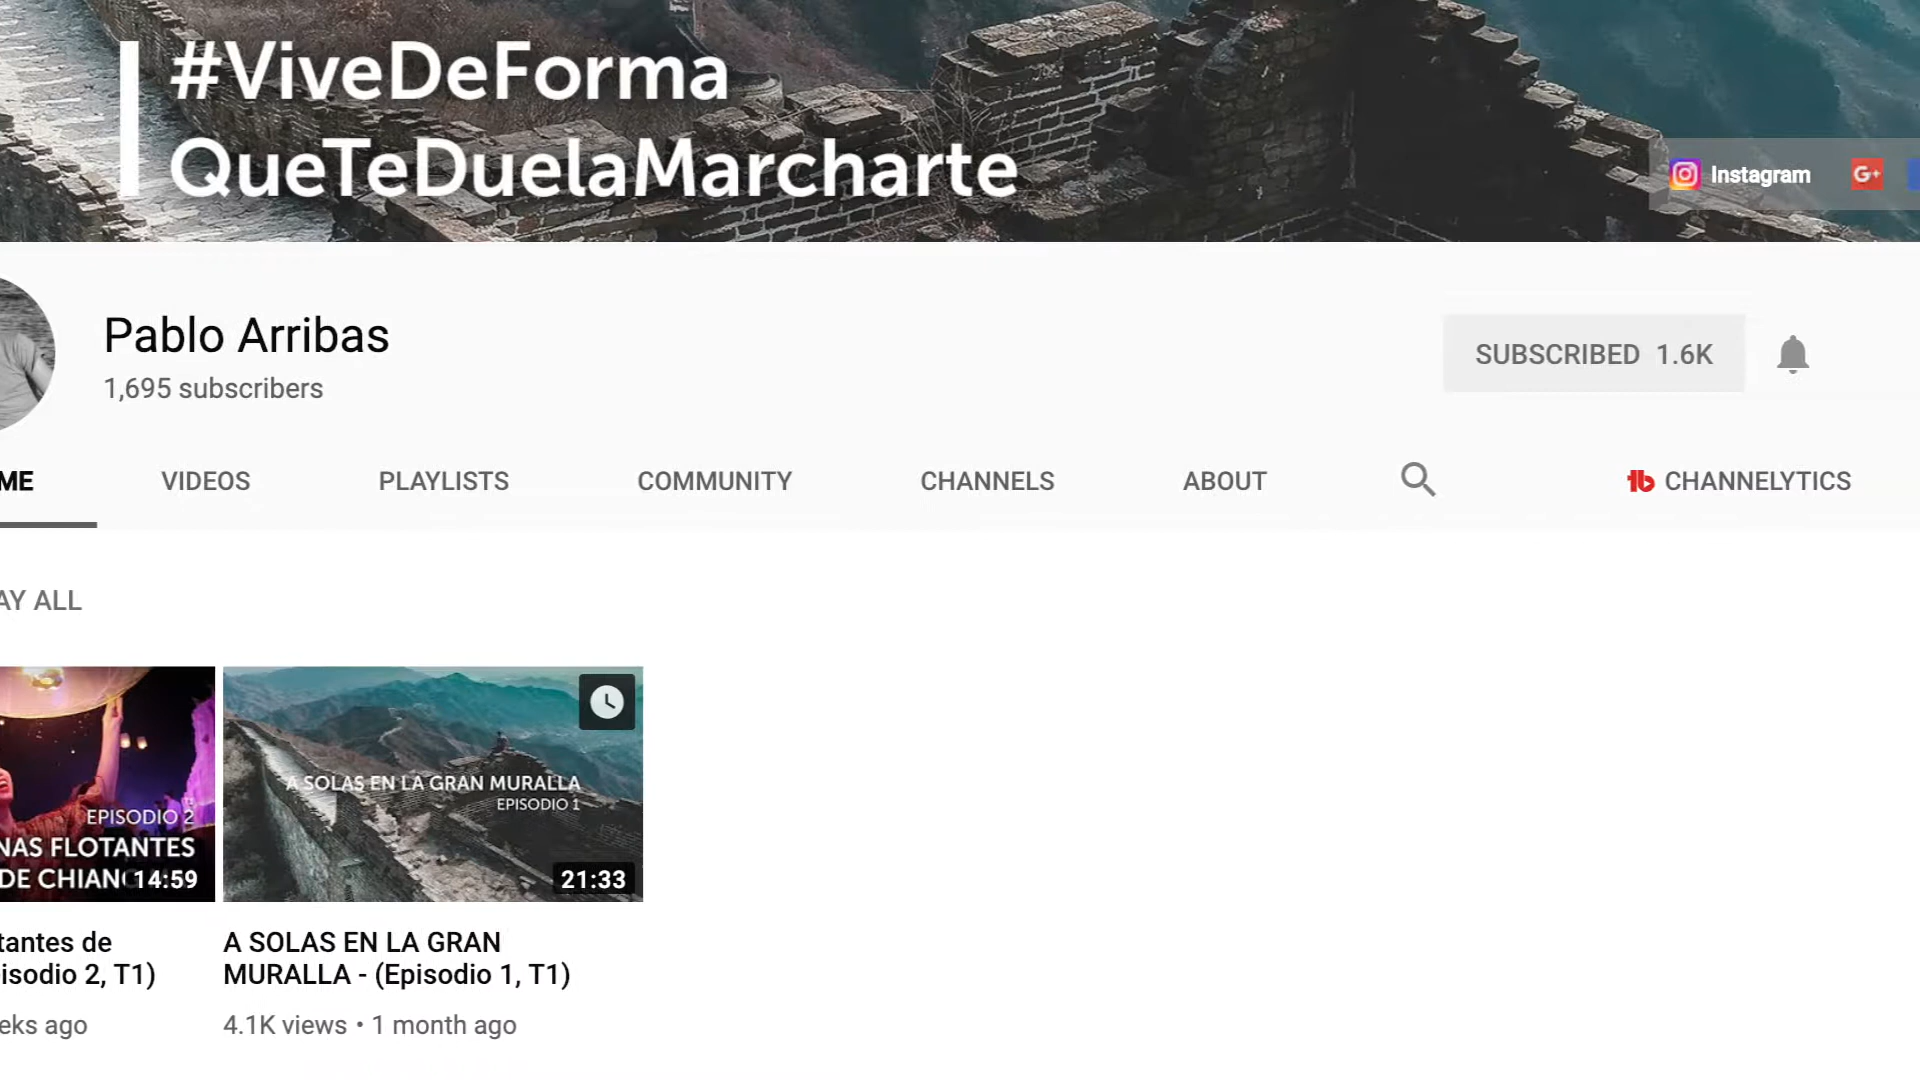 #ViveDeForma
QueTeDuelaMarcharte
Instagram
G+
Pablo Arribas
1,695 subscribers
SUBSCRIBED 1.6K
ME VIDEOS PLAYLISTS COMMUNITY CHANNELS ABOUT CHANNELYTICS
AY ALL
EPISODIO 2
NAS FLOTANTES
DE CHIANG
14:59
A SOLAS EN LA GRAN MURALLA
EPISODIO 1
21:33
tantes de
isodio 2, T1)
eks ago
A SOLAS EN LA GRAN
MURALLA - (Episodio 1, T1)
4.1K views • 1 month ago